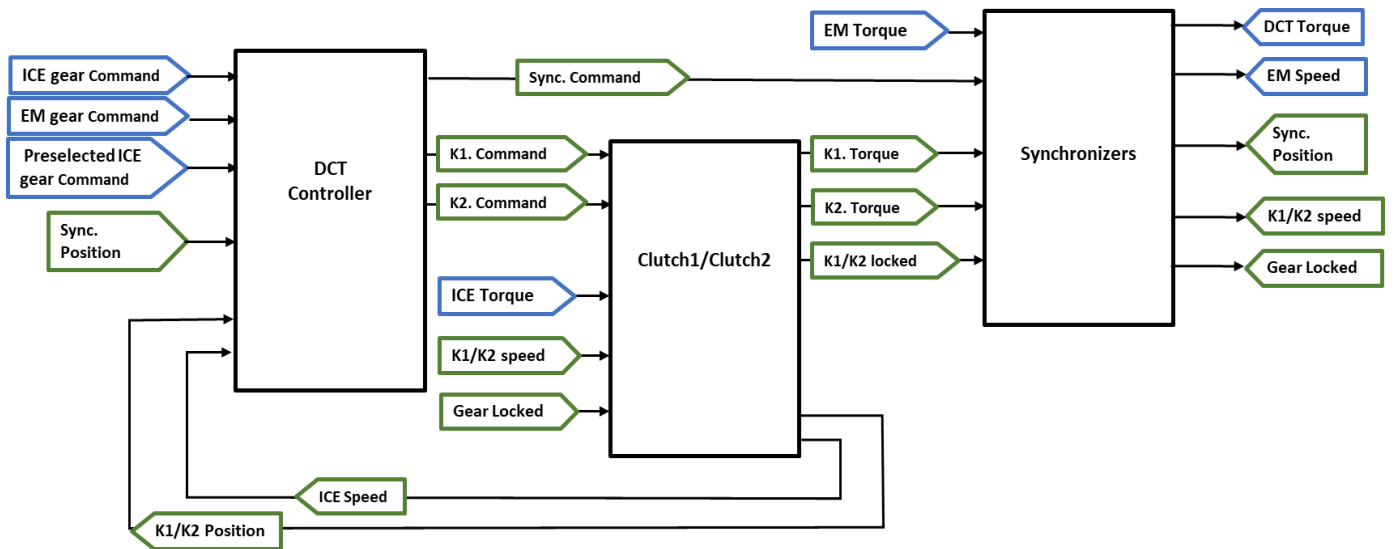 ICE gear Command
EM gear Command
Preselected ICE
gear Command
Sync.
Position
DCT
Controller
Sync. Command
K1. Command
K2. Command
ICE Torque
K1/K2 speed
Gear Locked
Clutch1/Clutch2
EM Torque
K1. Torque
K2. Torque
K1/K2 locked
Synchronizers
DCT Torque
EM Speed
Sync.
Position
K1/K2 speed
Gear Locked
ICE Speed
K1/K2 Position